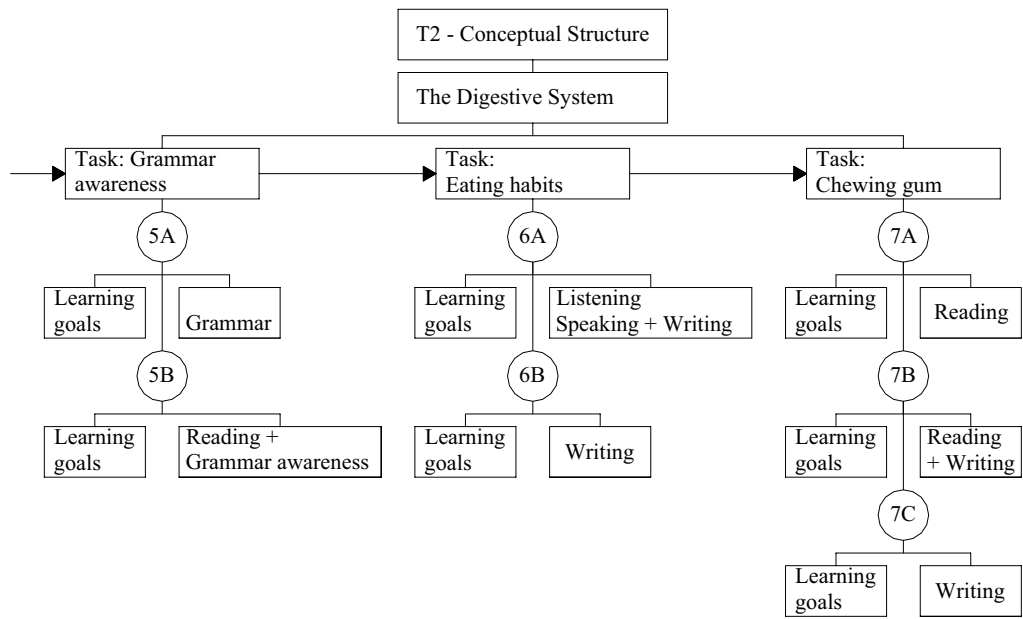 T2 - Conceptual Structure
The Digestive System
Task: Grammar
awareness
Task:
Eating habits
Task:
Chewing gum
5A
6A
7A
Learning
goals
Grammar
Learning
goals
Listening
Speaking + Writing
Learning
goals
Reading
5B
6B
7B
Learning
goals
Reading +
Grammar awareness
Learning
goals
Writing
Learning
goals
Reading
+ Writing
7C
Learning
goals
Writing